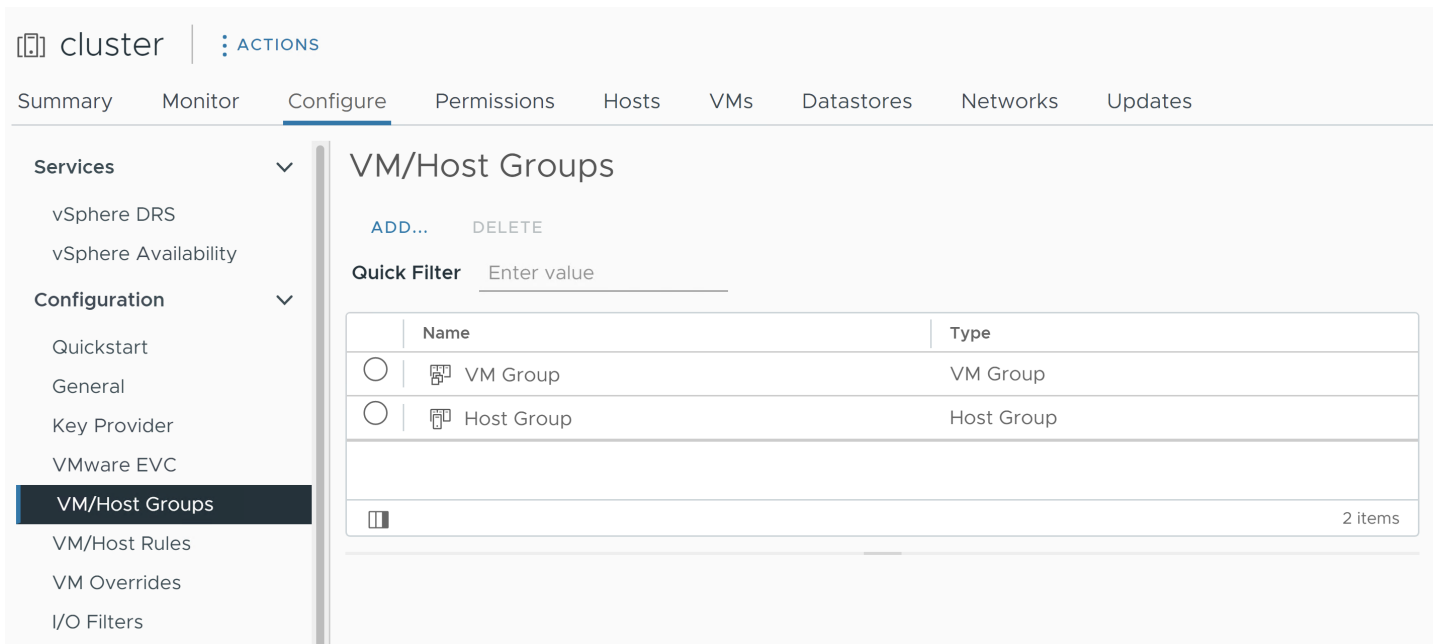 cluster
ACTIONS
Summary Monitor Configure Permissions Hosts VMs Datastores Networks Updates
Services
vSphere DRS
vSphere Availability
Configuration
Quickstart
General
Key Provider
VMware EVC
VM/Host Groups
VM/Host Rules
VM Overrides
I/O Filters
VM/Host Groups
ADD... DELETE
Quick Filter Enter value
Name Type
VM Group VM Group
Host Group Host Group
2 items